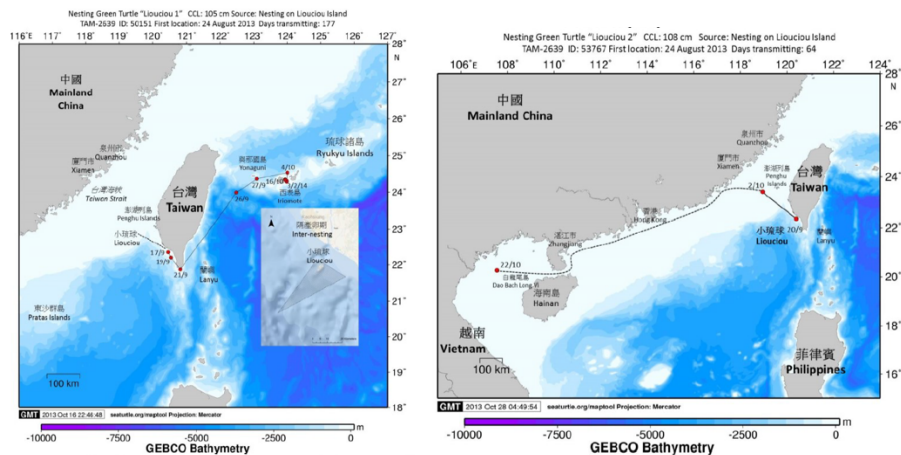 Nesting Green Turtle "Liouciou 1" CCL: 105 cm Source: Nesting on Liouciou Island
TAM-2639 ID: 50151 First location: 24 August 2013 Days transmitting: 177
116°E 117° 118° 119° 120° 121° 122° 123° 124° 125° 126° 127°
28°
N
中國
Mainland
China
27°
26°
泉州市
Quanzhou
廈門市
Xiamen
琉球諸島
Ryukyu Islands
25°
與那國島
Yonaguni
4/10
16/10
27/9
3/2/14
西表島
Iriomote
台灣海峽
Taiwan Strait
台灣
Taiwan
24°
26/9
澎湖列島
Penghu Islands
Inter-nesting
23°
小琉球
Liouciou
小琉球
Liouciou
17/9
19/9
22°
21/9
蘭嶼
Lanyu
21°
東沙群島
Pratas Islands
20°
19°
100 km
18°
GMT 2013 Oct 16 22:44:48 seaturtle.org/maptool Projection: Mercator
-10000 -7500 -5000 -2500 0 m
GEBCO Bathymetry
Nesting Green Turtle "Liouciou 2" CCL: 108 cm Source: Nesting on Liouciou Island
TAM-2639 ID: 53767 First location: 24 August 2013 Days transmitting: 64
106°E 108° 110° 112° 114° 116° 118° 120° 122° 124°
28°
N
中國
Mainland China
26°
泉州市
Quanzhou
廈門市
Xiamen
澎湖列島
Penghu
Islands
台灣
Taiwan
24°
2/10
小琉球
Liouciou
20/9
香港
Hong Kong
湛江市
Zhangjiang
22°
蘭嶼
Lanyu
22/10
白龍尾島
Dao Bach Long Vi
海南島
Hainan
20°
越南
Vietnam
18°
菲律賓
Philippines
16°
100 km
GMT 2013 Oct 28 04:49:54 seaturtle.org/maptool Projection: Mercator
-10000 -7500 -5000 -2500 0 m
GEBCO Bathymetry